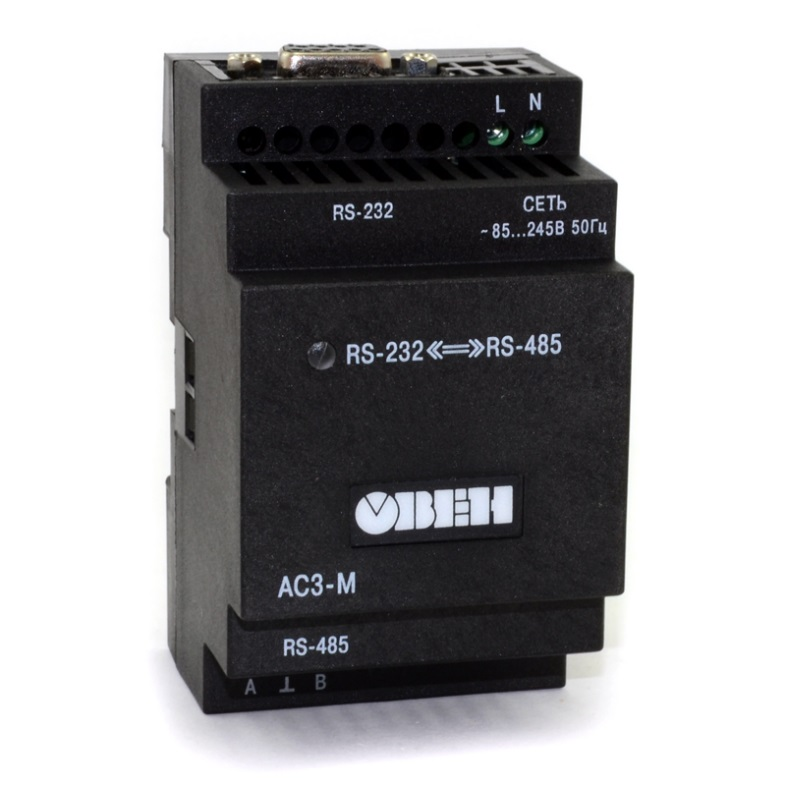 L N
RS-232
СЕТЬ
~85...245В 50Гц
RS-232 RS-485
ОВЕН
АС3-М
RS-485
A ⊥ B